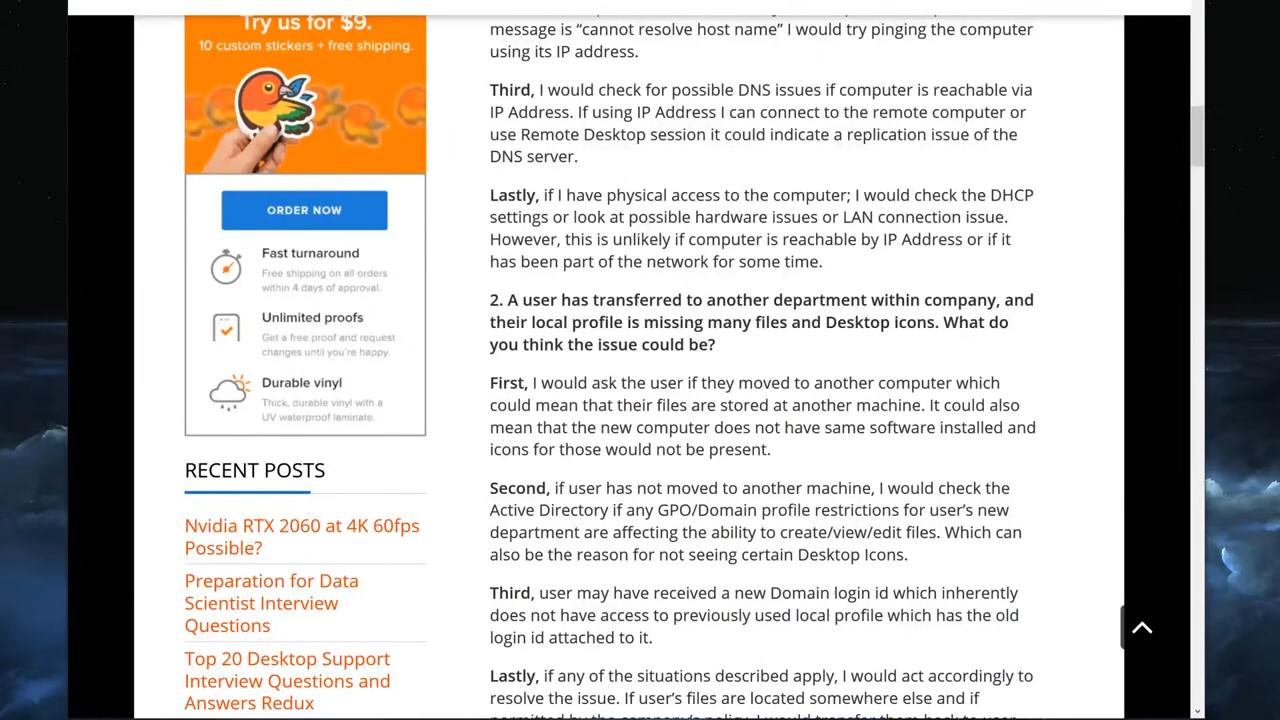 Try us for $9.
10 custom stickers + free shipping.
ORDER NOW
Fast turnaround
Free shipping on all orders
within 4 days of approval.
Unlimited proofs
Get a free proof and request
changes until you're happy.
Durable vinyl
Thick, durable vinyl with a
UV waterproof laminate.
RECENT POSTS
Nvidia RTX 2060 at 4K 60fps
Possible?
Preparation for Data
Scientist Interview
Questions
Top 20 Desktop Support
Interview Questions and
Answers Redux
message is “cannot resolve host name” I would try pinging the computer
using its IP address.
Third, I would check for possible DNS issues if computer is reachable via
IP Address. If using IP Address I can connect to the remote computer or
use Remote Desktop session it could indicate a replication issue of the
DNS server.
Lastly, if I have physical access to the computer; I would check the DHCP
settings or look at possible hardware issues or LAN connection issue.
However, this is unlikely if computer is reachable by IP Address or if it
has been part of the network for some time.
2. A user has transferred to another department within company, and
their local profile is missing many files and Desktop icons. What do
you think the issue could be?
First, I would ask the user if they moved to another computer which
could mean that their files are stored at another machine. It could also
mean that the new computer does not have same software installed and
icons for those would not be present.
Second, if user has not moved to another machine, I would check the
Active Directory if any GPO/Domain profile restrictions for user’s new
department are affecting the ability to create/view/edit files. Which can
also be the reason for not seeing certain Desktop Icons.
Third, user may have received a new Domain login id which inherently
does not have access to previously used local profile which has the old
login id attached to it.
Lastly, if any of the situations described apply, I would act accordingly to
resolve the issue. If user’s files are located somewhere else and if
permitted by the company’s policy, I would transfer them back to user